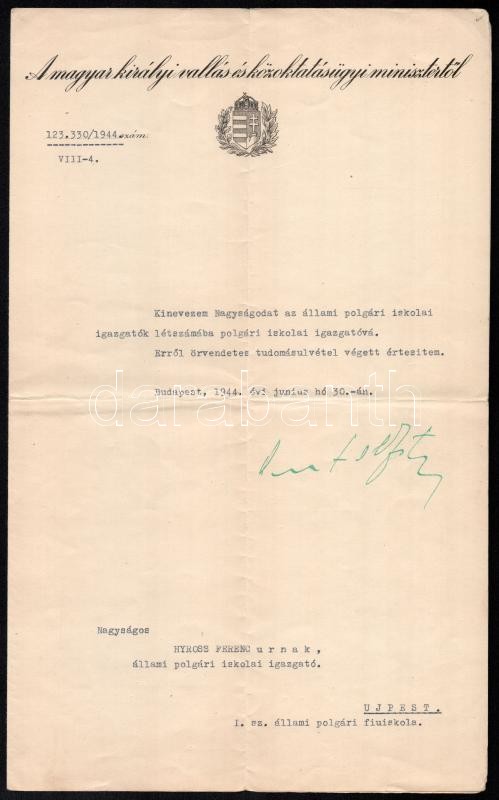 A magyar királyi vallás és közoktatásügyi minisztertől
123.330/1944.szám.
VIII-4.
Kinevezem Nagyságodat az állami polgári iskolai
igazgatók létszámába polgári iskolai igazgatóvá.
Erről örvendetes tudomásulvétel végett értesitem.
Budapest, 1944. évi junius hó 30.-án.
darabanth
Nagyságos
HYROSS FERENC u r n a k ,
állami polgári iskolai igazgató.
U J P E S T .
I. sz. állami polgári fiuiskola.